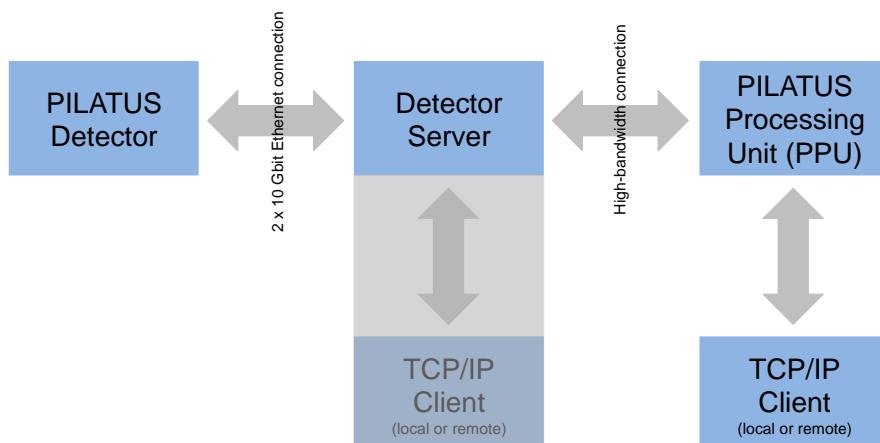 PILATUS
Detector
2 x 10 Gbit Ethernet connection
Detector
Server
High-bandwidth connection
PILATUS
Processing
Unit (PPU)
TCP/IP
Client
(local or remote)
TCP/IP
Client
(local or remote)